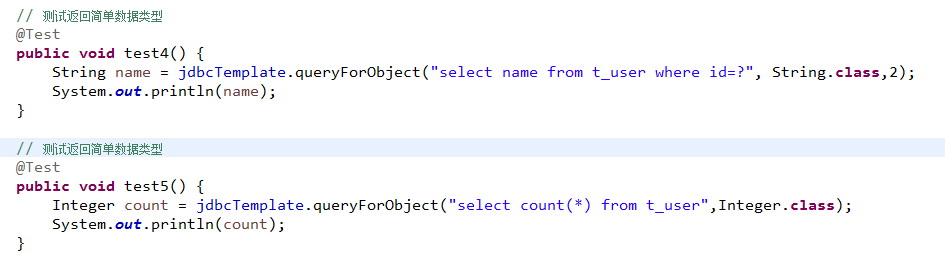 // 测试返回简单数据类型
@Test
public void test4() {
    String name = jdbcTemplate.queryForObject("select name from t_user where id=?", String.class,2);
    System.out.println(name);
}
// 测试返回简单数据类型
@Test
public void test5() {
    Integer count = jdbcTemplate.queryForObject("select count(*) from t_user",Integer.class);
    System.out.println(count);
}